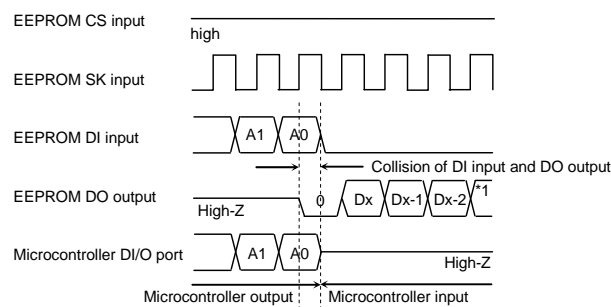 EEPROM CS input
high
EEPROM SK input
EEPROM DI input A1 A0
Collision of DI input and DO output
EEPROM DO output High-Z 0 Dx Dx-1 Dx-2 *1
Microcontroller DI/O port A1 A0 High-Z
Microcontroller output Microcontroller input